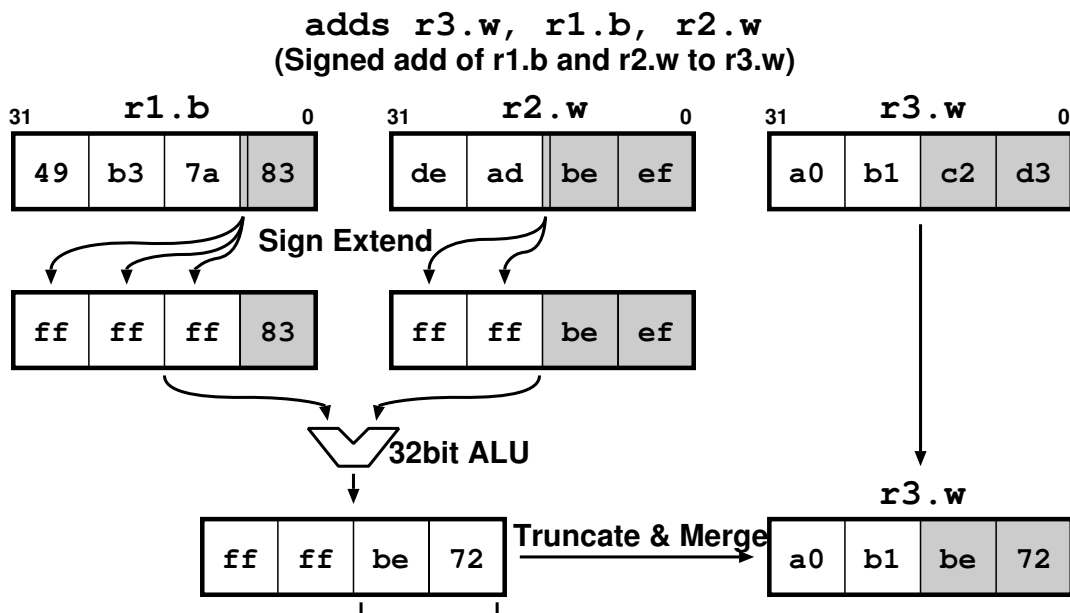 adds r3.w, r1.b, r2.w
(Signed add of r1.b and r2.w to r3.w)
31 r1.b 0 31 r2.w 0 31 r3.w 0
49 b3 7a 83 de ad be ef a0 b1 c2 d3
Sign Extend
ff ff ff 83 ff ff be ef
32bit ALU
r3.w
ff ff be 72 Truncate & Merge a0 b1 be 72